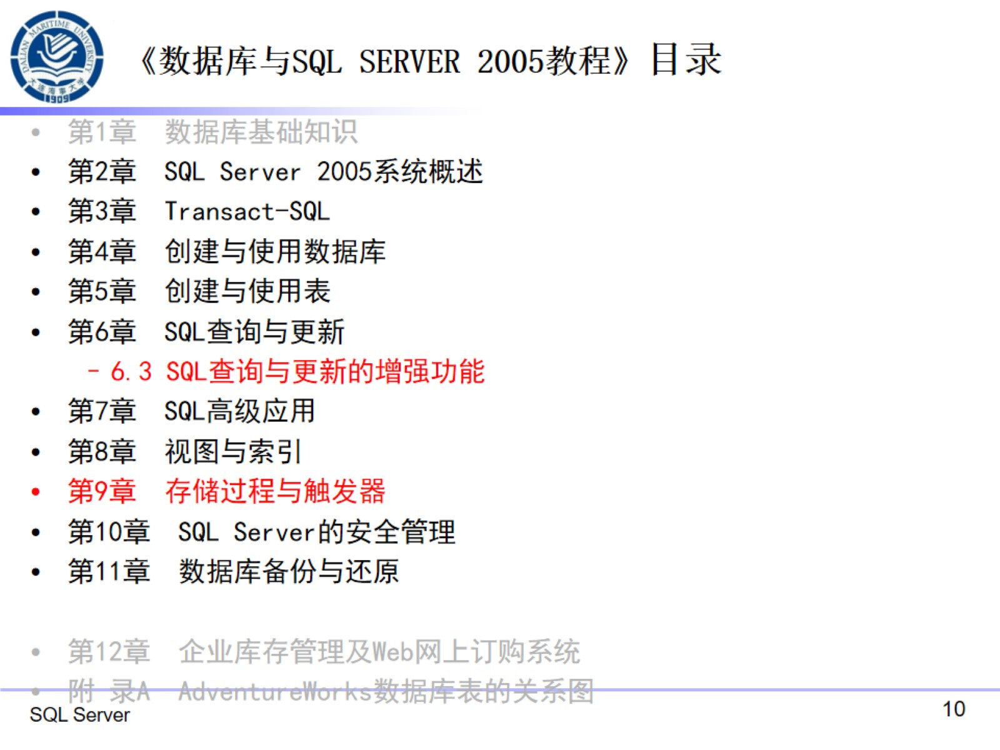 DALIAN MARITIME UNIVERSITY
大连海事大学
1909
《数据库与SQL SERVER 2005教程》目录
• 第1章 数据库基础知识
• 第2章 SQL Server 2005系统概述
• 第3章 Transact-SQL
• 第4章 创建与使用数据库
• 第5章 创建与使用表
• 第6章 SQL查询与更新
– 6.3 SQL查询与更新的增强功能
• 第7章 SQL高级应用
• 第8章 视图与索引
• 第9章 存储过程与触发器
• 第10章 SQL Server的安全管理
• 第11章 数据库备份与还原
• 第12章 企业库存管理及Web网上订购系统
• 附 录A AdventureWorks数据库表的关系图
SQL Server
10